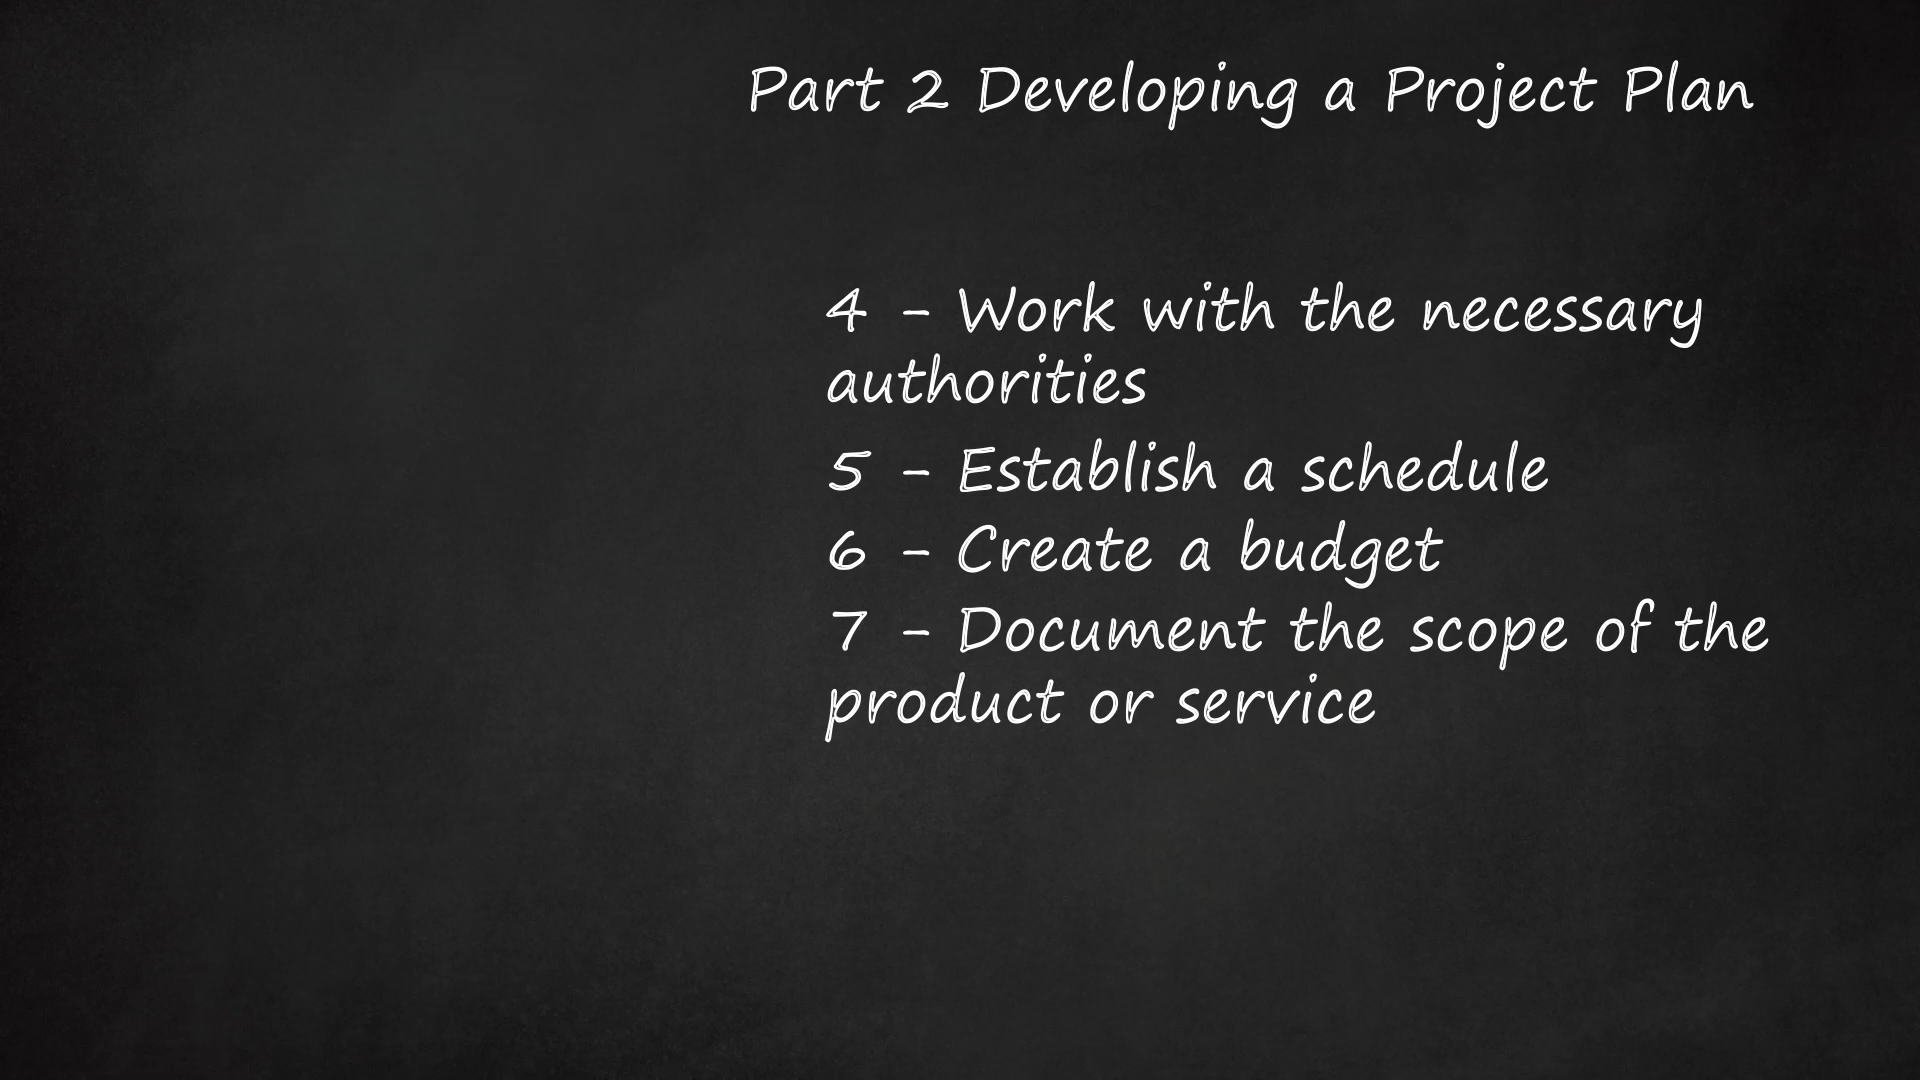 Part 2 Developing a Project Plan
4 - Work with the necessary
authorities
5 - Establish a schedule
6 - Create a budget
7 - Document the scope of the
product or service